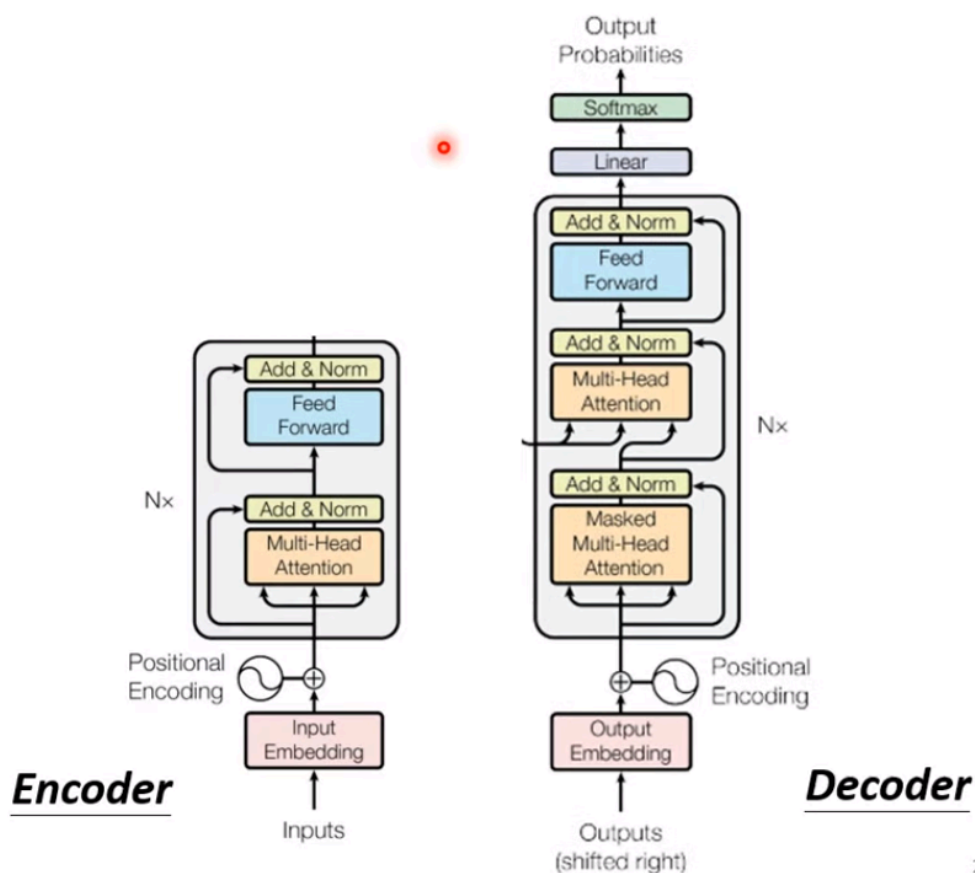 Output
Probabilities
Softmax
Linear
Add & Norm
Feed
Forward
Add & Norm
Multi-Head
Attention
Nx
Add & Norm
Masked
Multi-Head
Attention
Positional
Encoding
Output
Embedding
Outputs
(shifted right)
Decoder
Add & Norm
Feed
Forward
Nx
Add & Norm
Multi-Head
Attention
Positional
Encoding
Input
Embedding
Inputs
Encoder